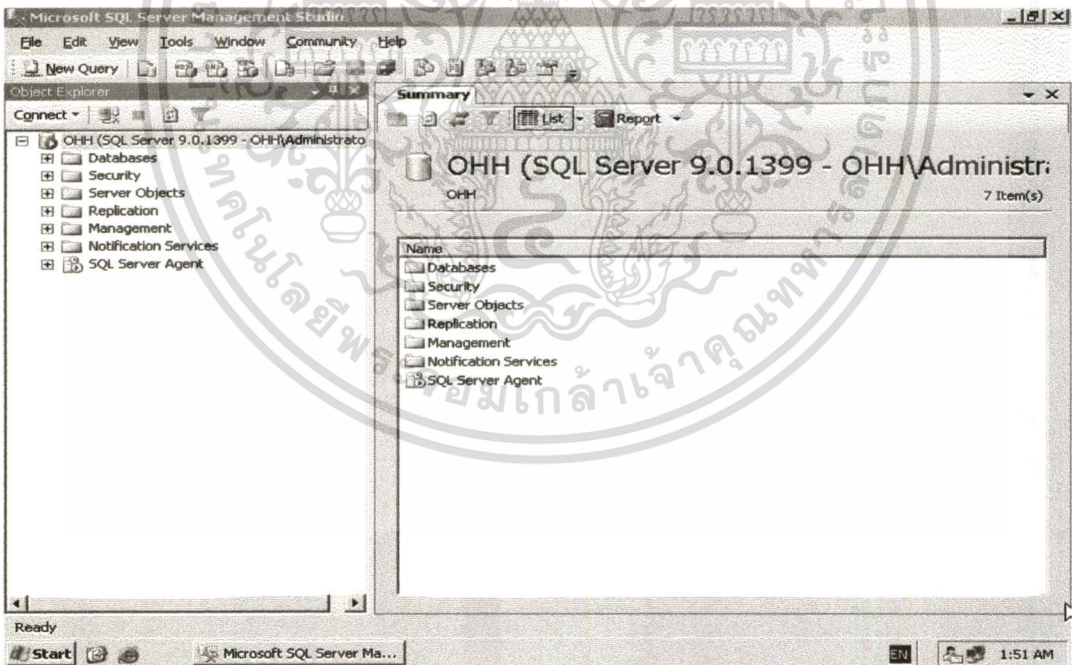 Microsoft SQL Server Management Studio
File Edit View Tools Window Community Help
New Query
Object Explorer
Connect
OHH (SQL Server 9.0.1399 - OHH\Administrato
Databases
Security
Server Objects
Replication
Management
Notification Services
SQL Server Agent
Summary
List Report
OHH (SQL Server 9.0.1399 - OHH\Administr
OHH
7 Item(s)
Name
Databases
Security
Server Objects
Replication
Management
Notification Services
SQL Server Agent
Ready
Start Microsoft SQL Server Ma... EN 1:51 AM